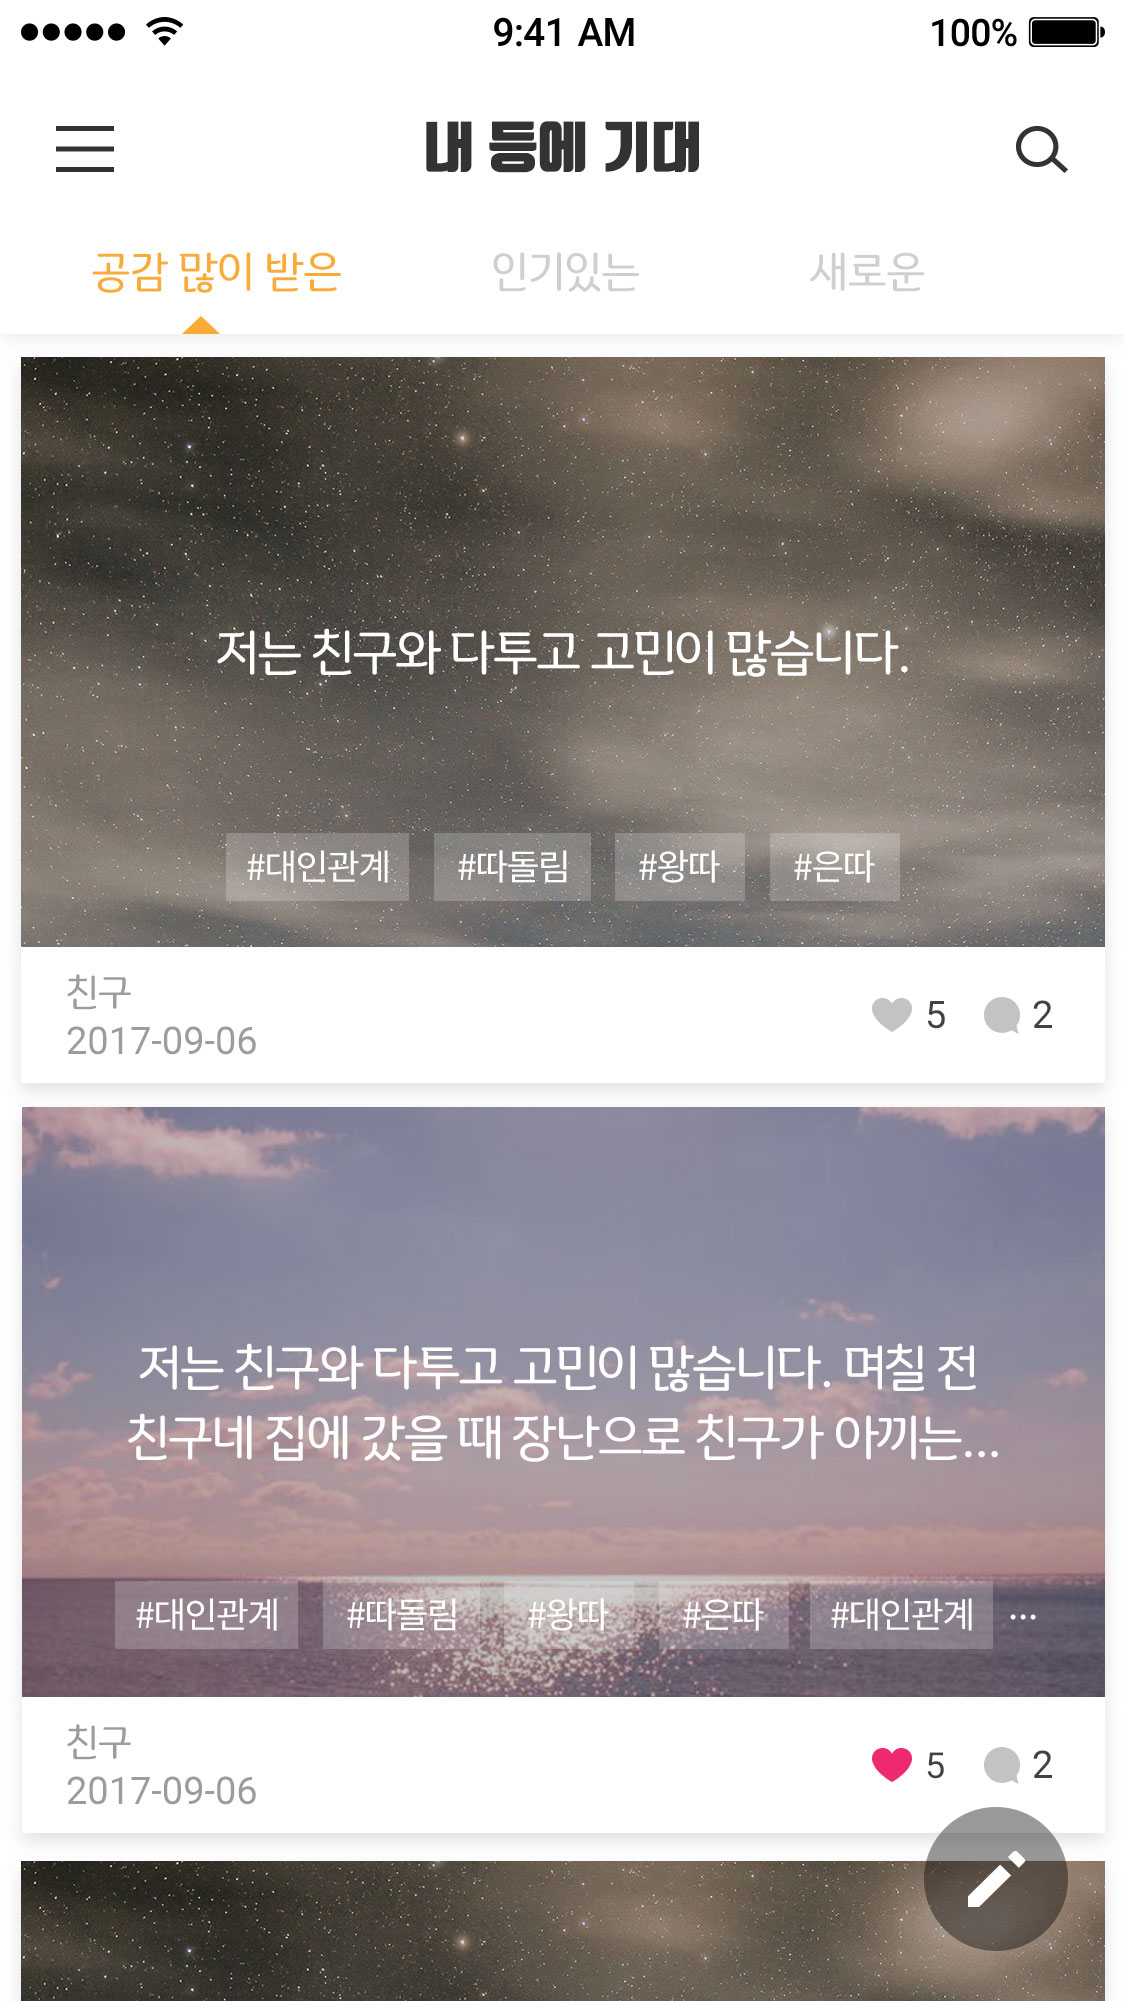 9:41 AM 100%
내 등에 기대
공감 많이 받은 인기있는 새로운
저는 친구와 다투고 고민이 많습니다.
#대인관계 #따돌림 #왕따 #은따
친구
2017-09-06
5 2
저는 친구와 다투고 고민이 많습니다. 며칠 전
친구네 집에 갔을 때 장난으로 친구가 아끼는...
#대인관계 #따돌림 #왕따 #은따 #대인관계 ...
친구
2017-09-06
5 2